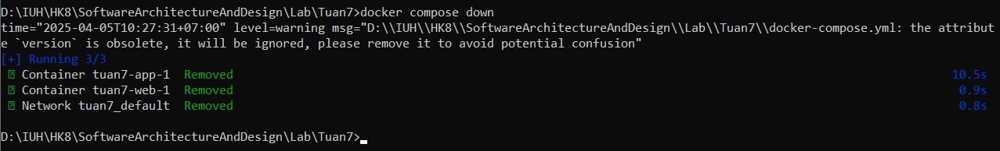 D:\IUH\HK8\SoftwareArchitectureAndDesign\Lab\Tuan7>docker compose down
time="2025-04-05T10:27:31+07:00" level=warning msg="D:\\IUH\\HK8\\SoftwareArchitectureAndDesign\\Lab\\Tuan7\\docker-compose.yml: the attribut
e `version` is obsolete, it will be ignored, please remove it to avoid potential confusion"
[+] Running 3/3
Container tuan7-app-1 Removed 10.5s
Container tuan7-web-1 Removed 0.9s
Network tuan7_default Removed 0.8s
D:\IUH\HK8\SoftwareArchitectureAndDesign\Lab\Tuan7>